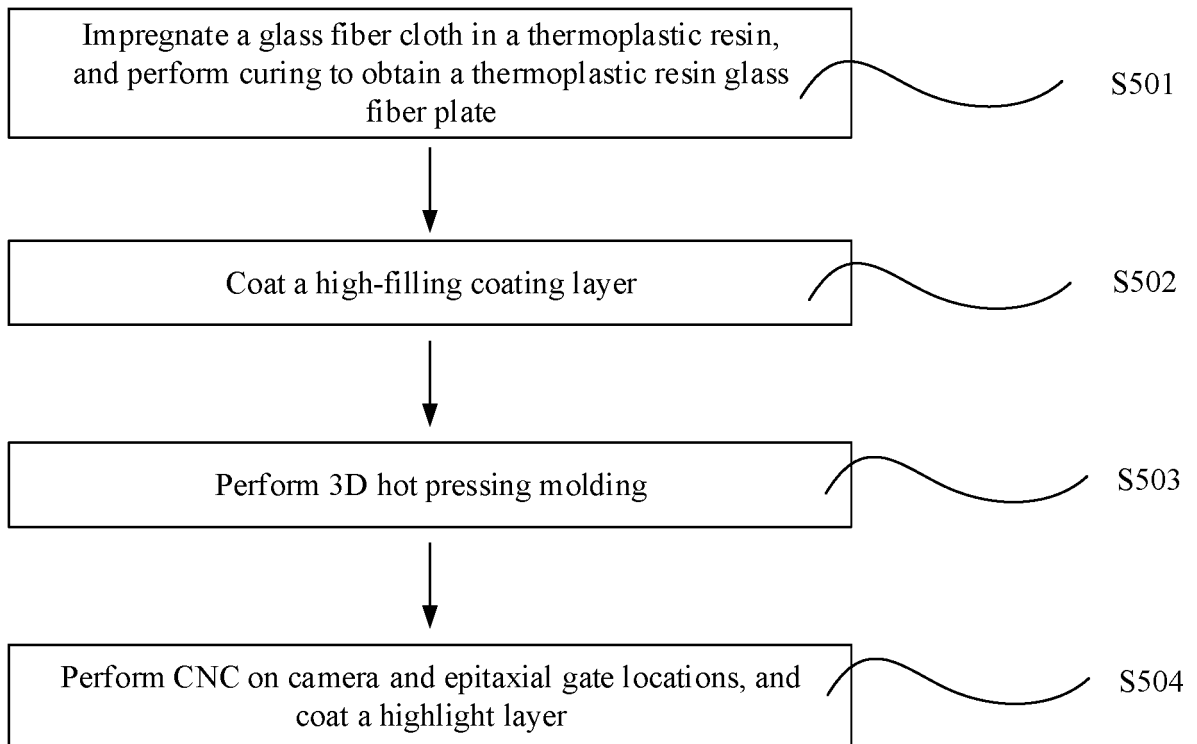 Impregnate a glass fiber cloth in a thermoplastic resin,
and perform curing to obtain a thermoplastic resin glass
fiber plate
S501
Coat a high-filling coating layer
S502
Perform 3D hot pressing molding
S503
Perform CNC on camera and epitaxial gate locations, and
coat a highlight layer
S504